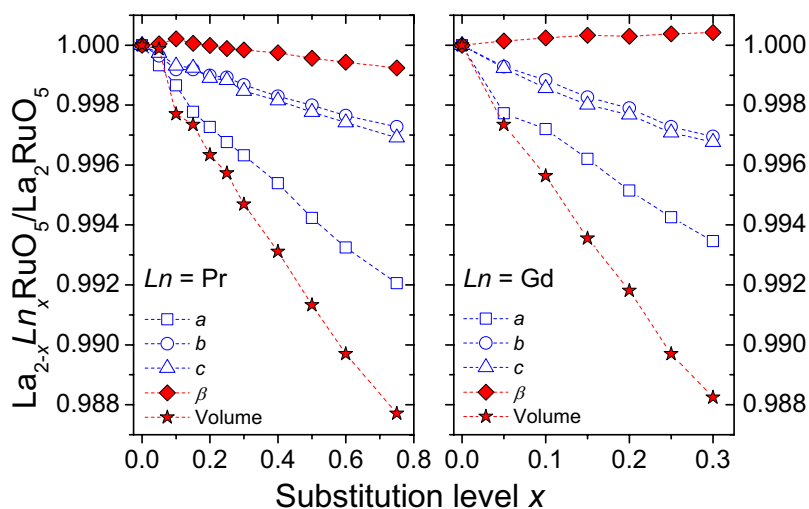 La2-xLnxRuO5/La2RuO5
1.000
0.998
0.996
0.994
0.992
0.990
0.988
Ln = Pr
a
b
c
β
Volume
0.0 0.2 0.4 0.6 0.8
Ln = Gd
a
b
c
β
Volume
0.0 0.1 0.2 0.3
1.000
0.998
0.996
0.994
0.992
0.990
0.988
Substitution level x